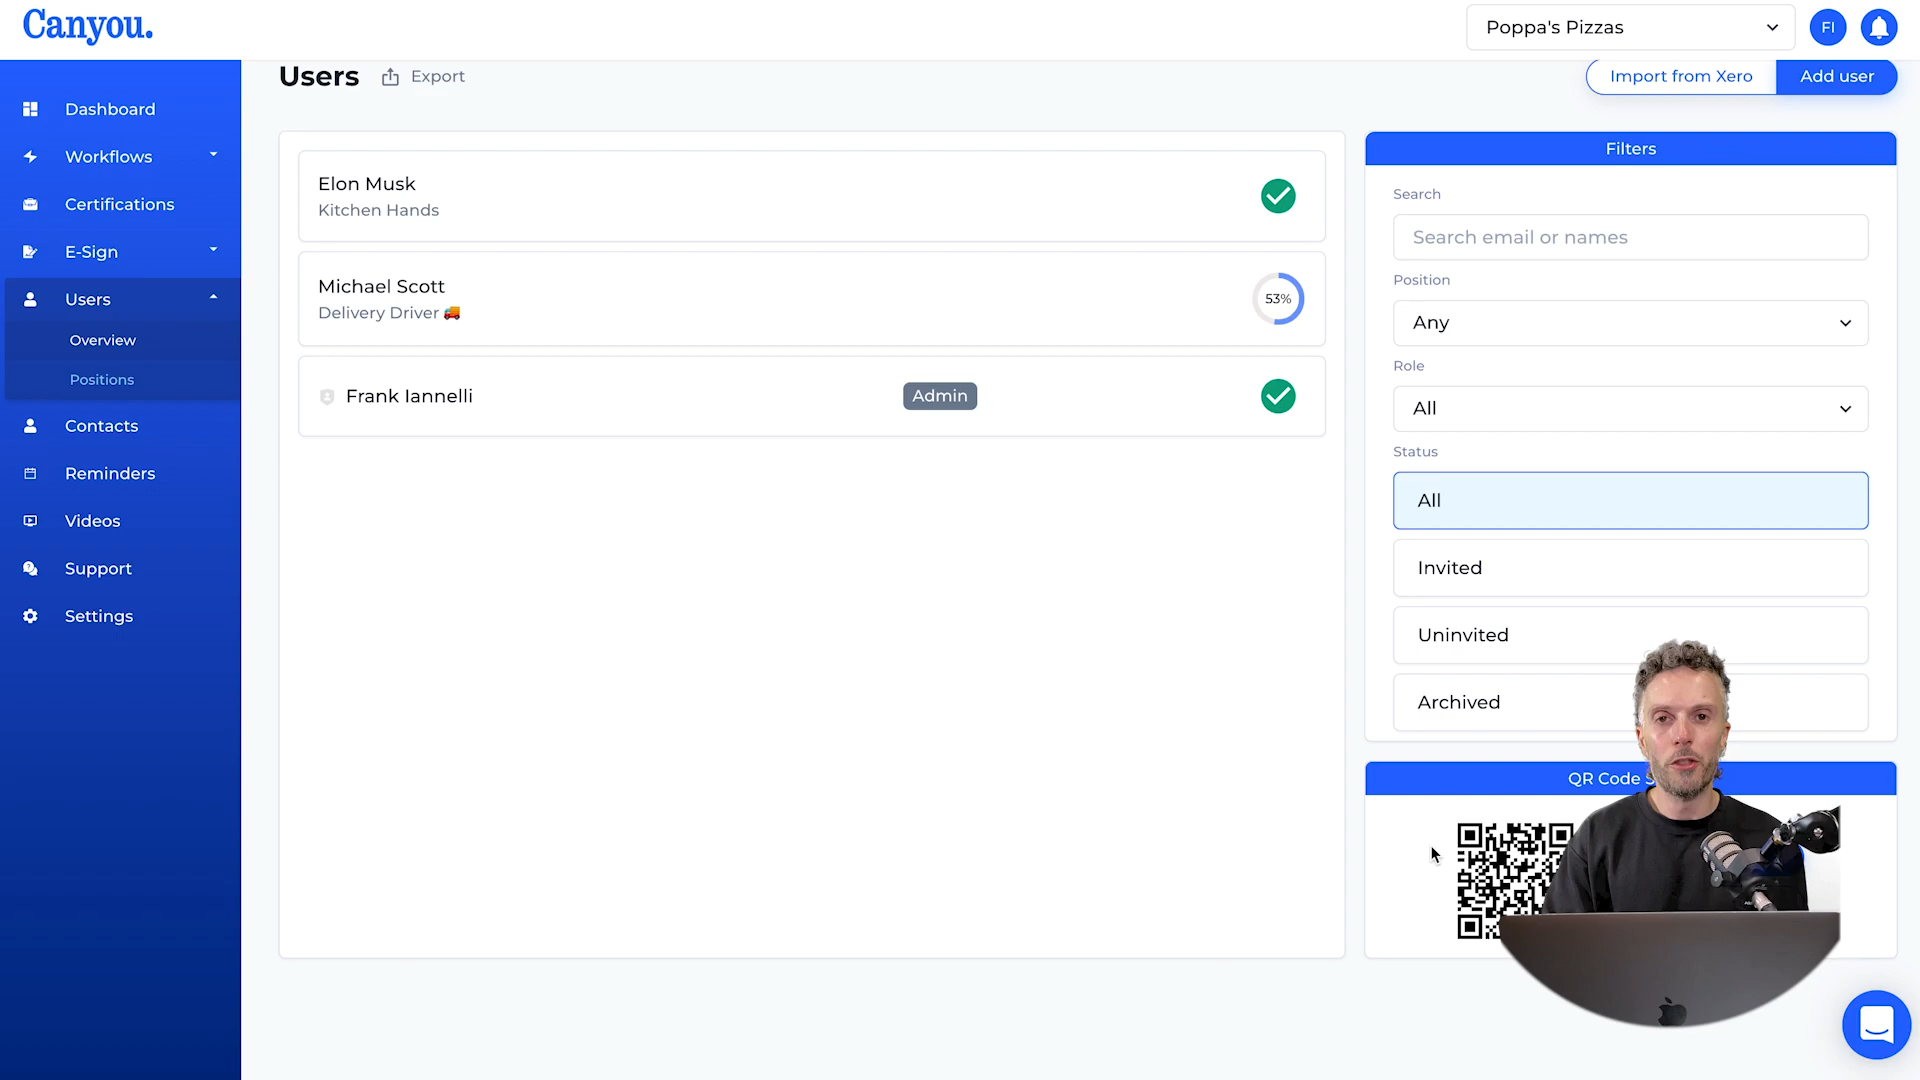 Canyou.
Poppa's Pizzas
FI
Users
Export
Import from Xero
Add user
Dashboard
Workflows
Certifications
E-Sign
Users
Overview
Positions
Contacts
Reminders
Videos
Support
Settings
Elon Musk
Kitchen Hands
Michael Scott
Delivery Driver 🚚
53%
Frank Iannelli
Admin
Filters
Search
Search email or names
Position
Any
Role
All
Status
All
Invited
Uninvited
Archived
QR Code